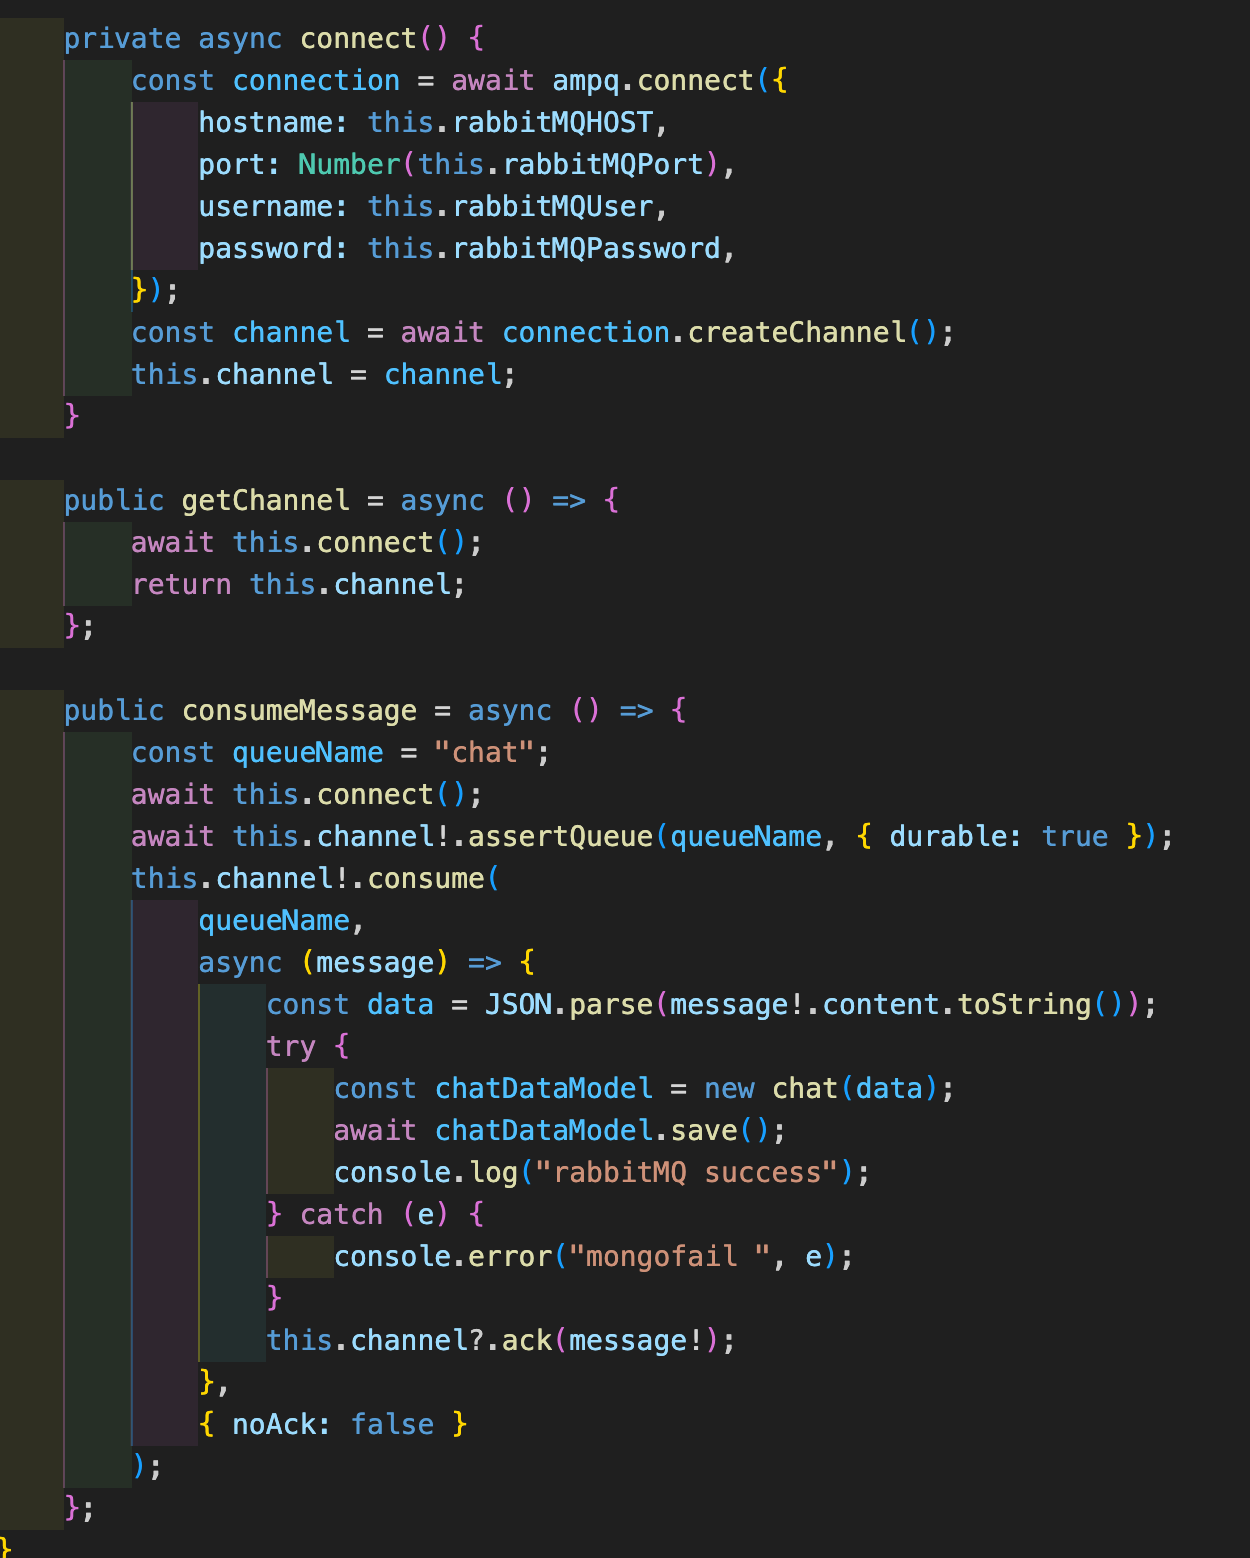 private async connect() {
const connection = await ampq.connect({
hostname: this.rabbitMQHOST,
port: Number(this.rabbitMQPort),
username: this.rabbitMQUser,
password: this.rabbitMQPassword,
});
const channel = await connection.createChannel();
this.channel = channel;
}
public getChannel = async () => {
await this.connect();
return this.channel;
};
public consumeMessage = async () => {
const queueName = "chat";
await this.connect();
await this.channel!.assertQueue(queueName, { durable: true });
this.channel!.consume(
queueName,
async (message) => {
const data = JSON.parse(message!.content.toString());
try {
const chatDataModel = new chat(data);
await chatDataModel.save();
console.log("rabbitMQ success");
} catch (e) {
console.error("mongofail ", e);
}
this.channel?.ack(message!);
},
{ noAck: false }
);
};
}